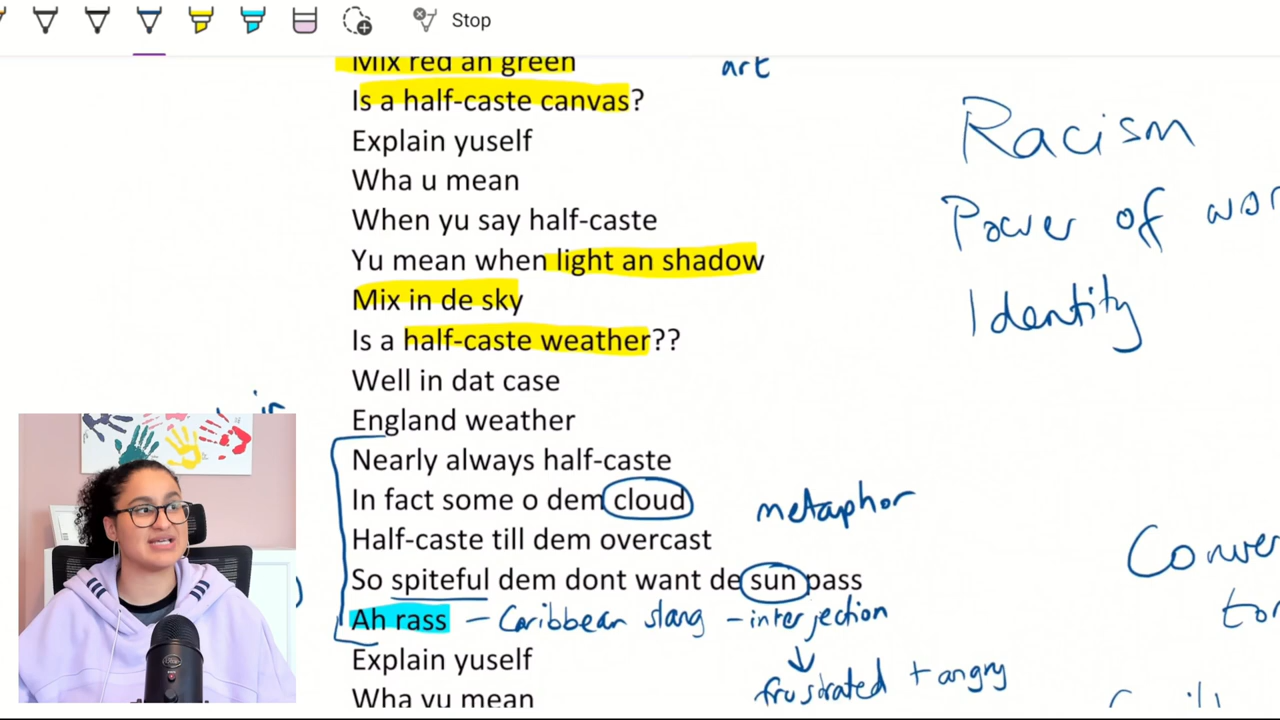 Stop
Mix red an green
art
Is a half-caste canvas?
Racism
Explain yuself
Wha u mean
Power of
When yu say half-caste
Yu mean when light an shadow
Identity
Mix in de sky
Is a half-caste weather??
Well in dat case
England weather
Nearly always half-caste
In fact some o dem cloud
metaphor
Half-caste till dem overcast
So spiteful dem dont want de sun pass
Ah rass – Caribbean slang – interjection
Explain yuself
frustrated + angry
Wha yu mean